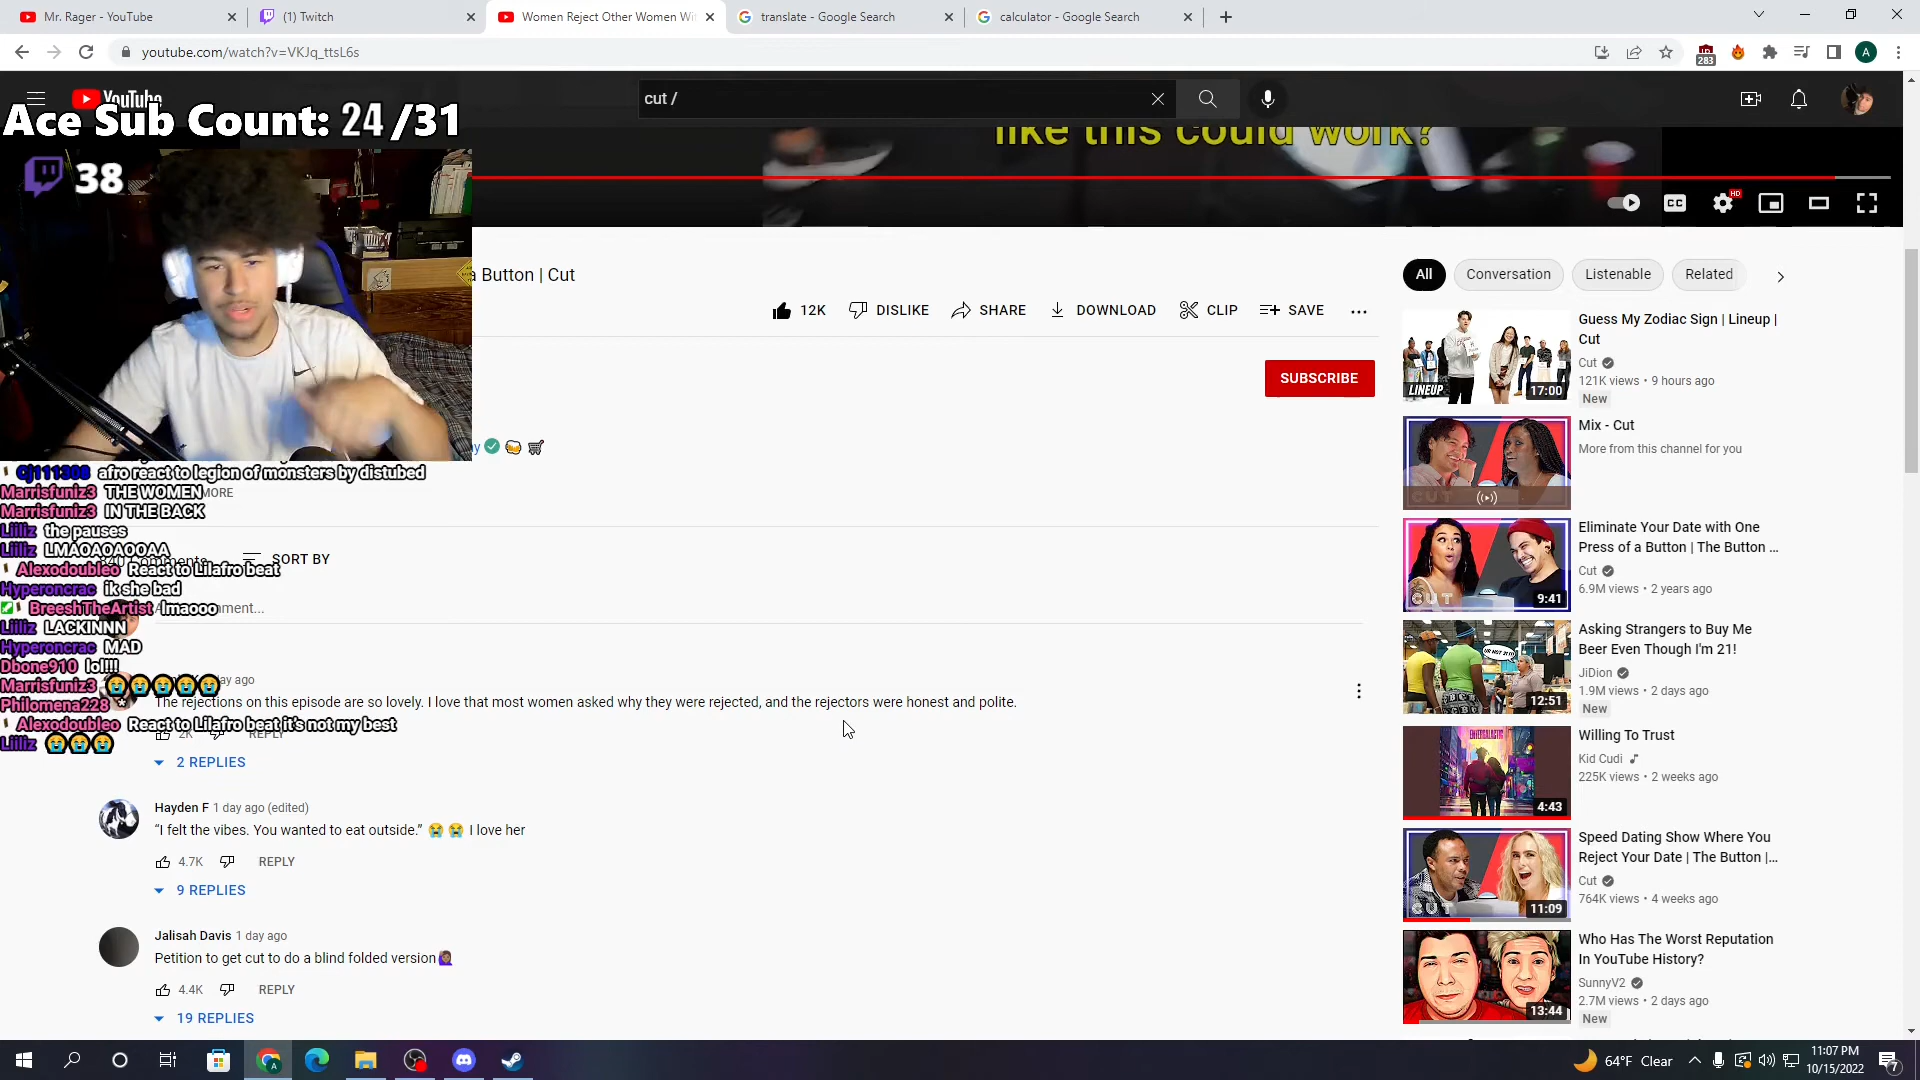 Mr. Rager - YouTube
(1) Twitch
Women Reject Other Women Wi
translate - Google Search
calculator - Google Search
youtube.com/watch?v=VKJq_ttsL6s
283
A
YouTube
cut /
Ace Sub Count: 24 /31
like this could work?
38
CC
HD
a Button | Cut
12K
DISLIKE
SHARE
DOWNLOAD
CLIP
SAVE
SUBSCRIBE
MORE
Cj111308 afro react to legion of monsters by distubed
Marrisfuniz3 THE WOMEN
Marrisfuniz3 IN THE BACK
Liiliz the pauses
Liiliz LMAOAOAOOAA
Alexodoubleo React to Lilafro beat
Hyperoncrac ik she bad
BreeshTheArtist lmaooo
Liiliz LACKINNN
Hyperoncrac MAD
Dbone910 lol!!!
Marrisfuniz3 😭😭😭😭😭
Philomena228
Alexodoubleo React to Lilafro beat it's not my best
Liiliz 😭😭😭
SORT BY
day ago
The rejections on this episode are so lovely. I love that most women asked why they were rejected, and the rejectors were honest and polite.
2K
REPLY
2 REPLIES
Hayden F 1 day ago (edited)
“I felt the vibes. You wanted to eat outside.” 😭 😭 I love her
4.7K
REPLY
9 REPLIES
Jalisah Davis 1 day ago
Petition to get cut to do a blind folded version🙋🏾‍♀️
4.4K
REPLY
19 REPLIES
All
Conversation
Listenable
Related
LINEUP
17:00
Guess My Zodiac Sign | Lineup |
Cut
Cut
121K views • 9 hours ago
New
CUT
Mix - Cut
More from this channel for you
CUT
9:41
Eliminate Your Date with One
Press of a Button | The Button ...
Cut
6.9M views • 2 years ago
12:51
Asking Strangers to Buy Me
Beer Even Though I'm 21!
JiDion
1.9M views • 2 days ago
New
ENTERGALACTIC
4:43
Willing To Trust
Kid Cudi
225K views • 2 weeks ago
CUT
11:09
Speed Dating Show Where You
Reject Your Date | The Button |...
Cut
764K views • 4 weeks ago
13:44
Who Has The Worst Reputation
In YouTube History?
SunnyV2
2.7M views • 2 days ago
New
64°F Clear
11:07 PM
10/15/2022
7